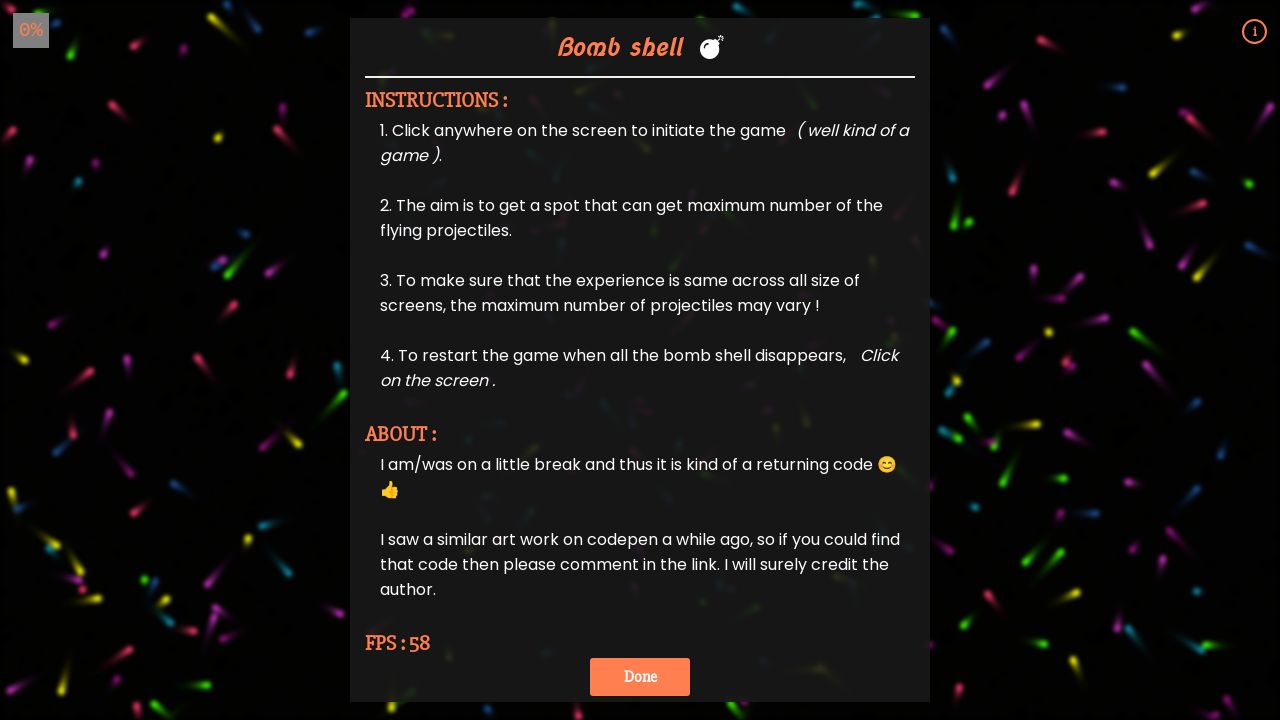 0%
i
Bomb shell 💣
INSTRUCTIONS :
1. Click anywhere on the screen to initiate the game ( well kind of a
game ).
2. The aim is to get a spot that can get maximum number of the
flying projectiles.
3. To make sure that the experience is same across all size of
screens, the maximum number of projectiles may vary !
4. To restart the game when all the bomb shell disappears, Click
on the screen .
ABOUT :
I am/was on a little break and thus it is kind of a returning code 😊
👍
I saw a similar art work on codepen a while ago, so if you could find
that code then please comment in the link. I will surely credit the
author.
FPS : 58
Done